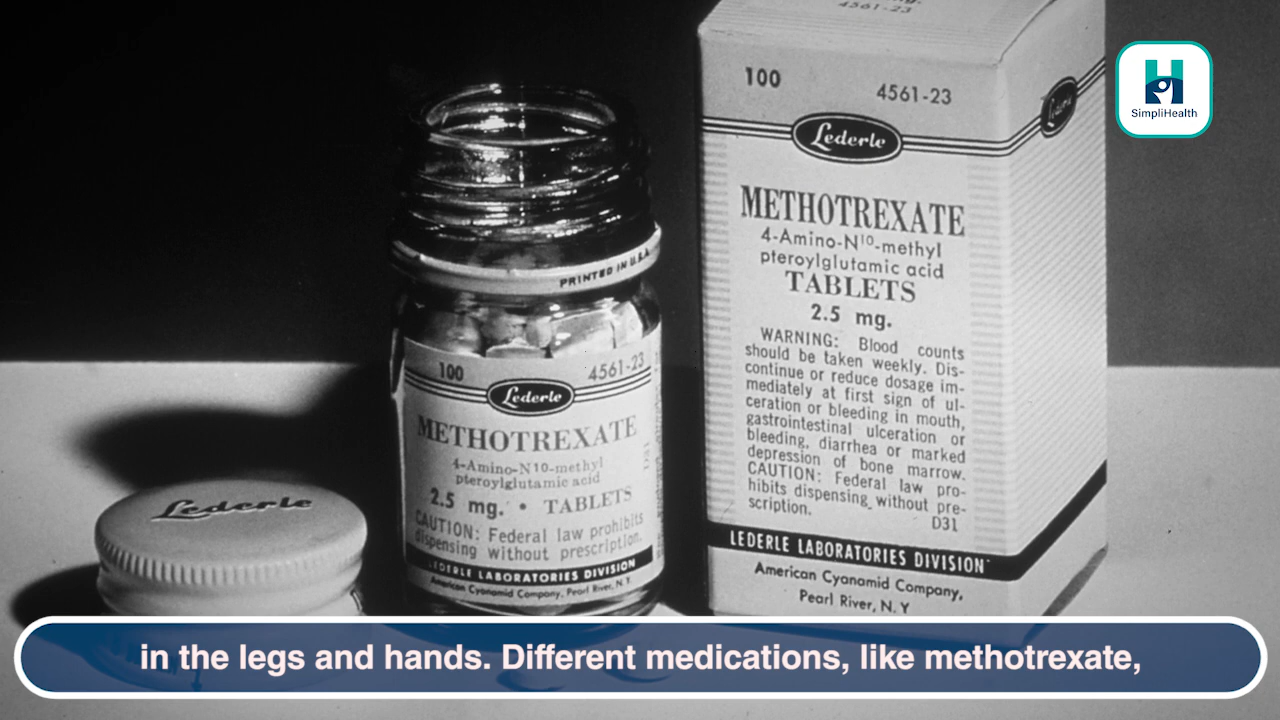 4561-23
100 4561-23
Lederle
METHOTREXATE
4-Amino-N¹⁰-methyl
pteroylglutamic acid
TABLETS
2.5 mg.
WARNING: Blood counts
should be taken weekly. Dis-
continue or reduce dosage im-
mediately at first sign of ul-
ceration or bleeding in mouth,
gastrointestinal ulceration or
bleeding, diarrhea or marked
depression of bone marrow.
CAUTION: Federal law pro-
hibits dispensing without pre-
scription.
D31
LEDERLE LABORATORIES DIVISION
American Cyanamid Company,
Pearl River, N. Y
Lederle
SimpliHealth
PRINTED IN U.S.A.
100 4561-23
Lederle
METHOTREXATE
4-Amino-N10-methyl
pteroylglutamic acid
2.5 mg. • TABLETS
CAUTION: Federal law prohibits
dispensing without prescription.
LEDERLE LABORATORIES DIVISION
American Cyanamid Company, Pearl River, N. Y.
D31
Lederle
in the legs and hands. Different medications, like methotrexate,